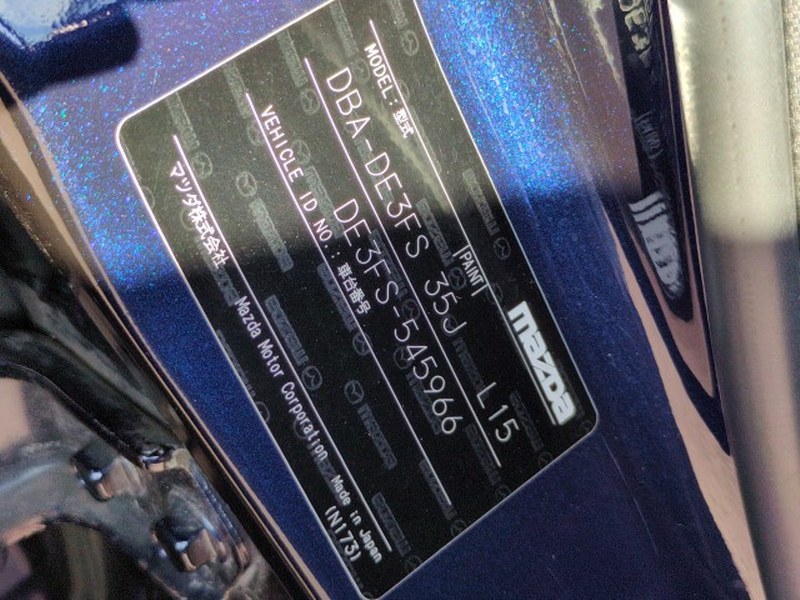 mazda
MODEL:型式 PAINT
DBA-DE3FS 35J L15
VEHICLE ID NO.:車台番号
DE3FS-545966
マツダ株式会社 Mazda Motor Corporation Made in Japan
(N173)